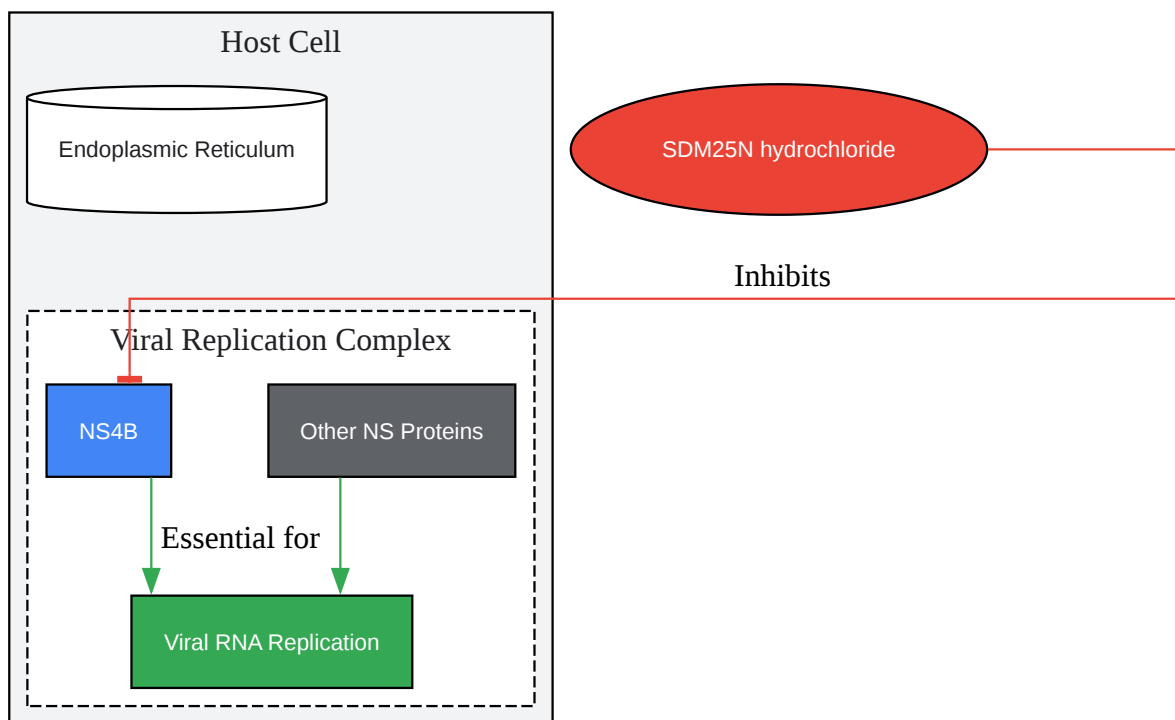 Host Cell
Endoplasmic Reticulum
SDM25N hydrochloride
Inhibits
Viral Replication Complex
NS4B
Other NS Proteins
Essential for
Viral RNA Replication